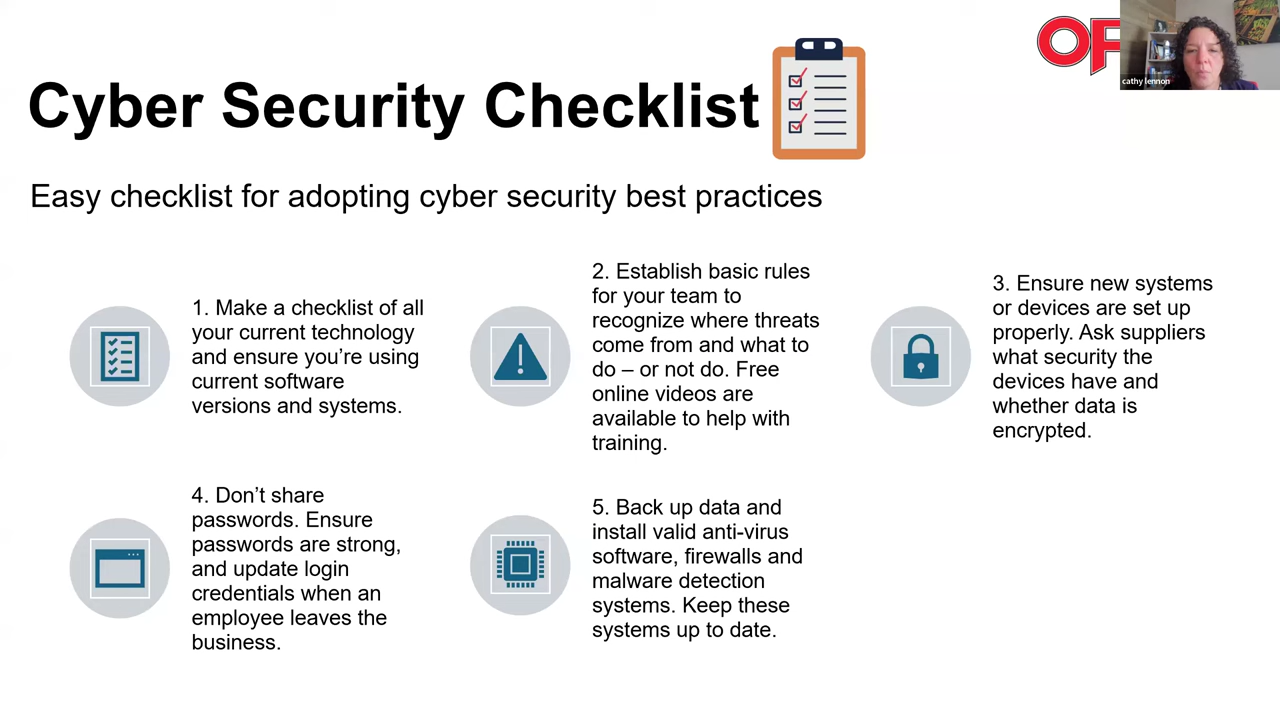 OF
cathy lennon
Cyber Security Checklist
Easy checklist for adopting cyber security best practices
1. Make a checklist of all
your current technology
and ensure you’re using
current software
versions and systems.
2. Establish basic rules
for your team to
recognize where threats
come from and what to
do – or not do. Free
online videos are
available to help with
training.
3. Ensure new systems
or devices are set up
properly. Ask suppliers
what security the
devices have and
whether data is
encrypted.
4. Don’t share
passwords. Ensure
passwords are strong,
and update login
credentials when an
employee leaves the
business.
5. Back up data and
install valid anti-virus
software, firewalls and
malware detection
systems. Keep these
systems up to date.